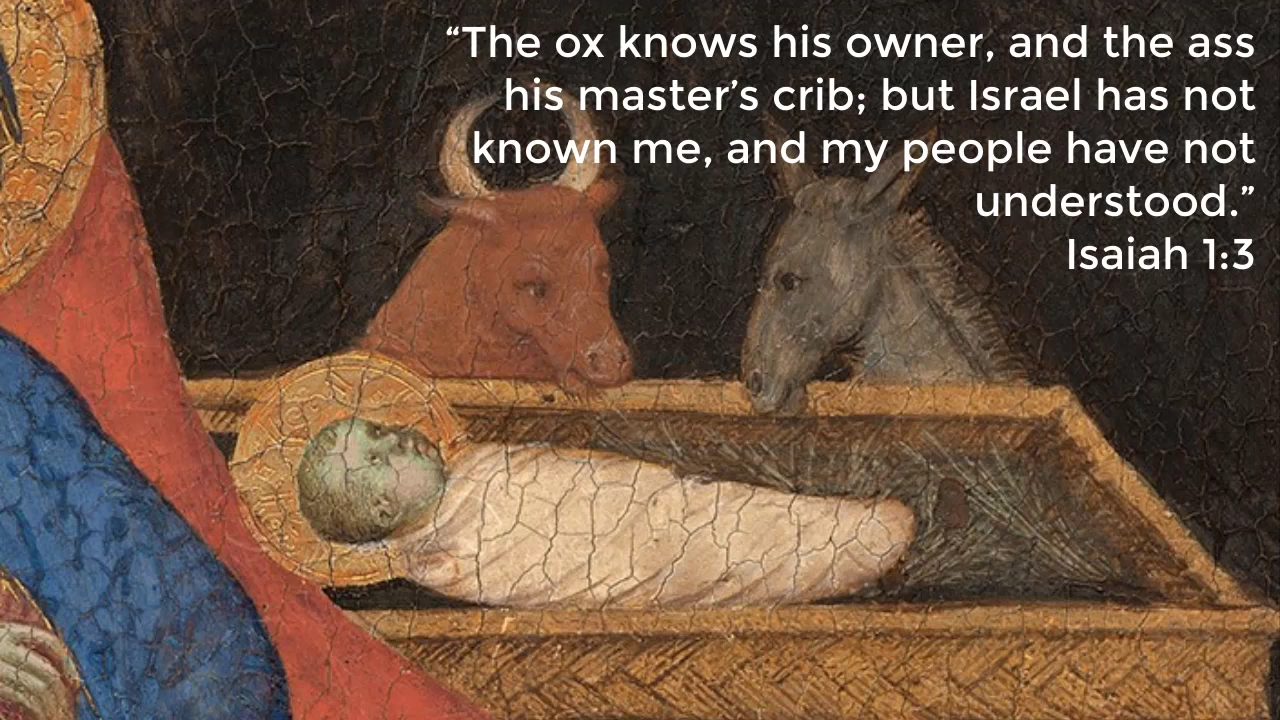 “The ox knows his owner, and the ass
his master’s crib; but Israel has not
known me, and my people have not
understood.”
Isaiah 1:3